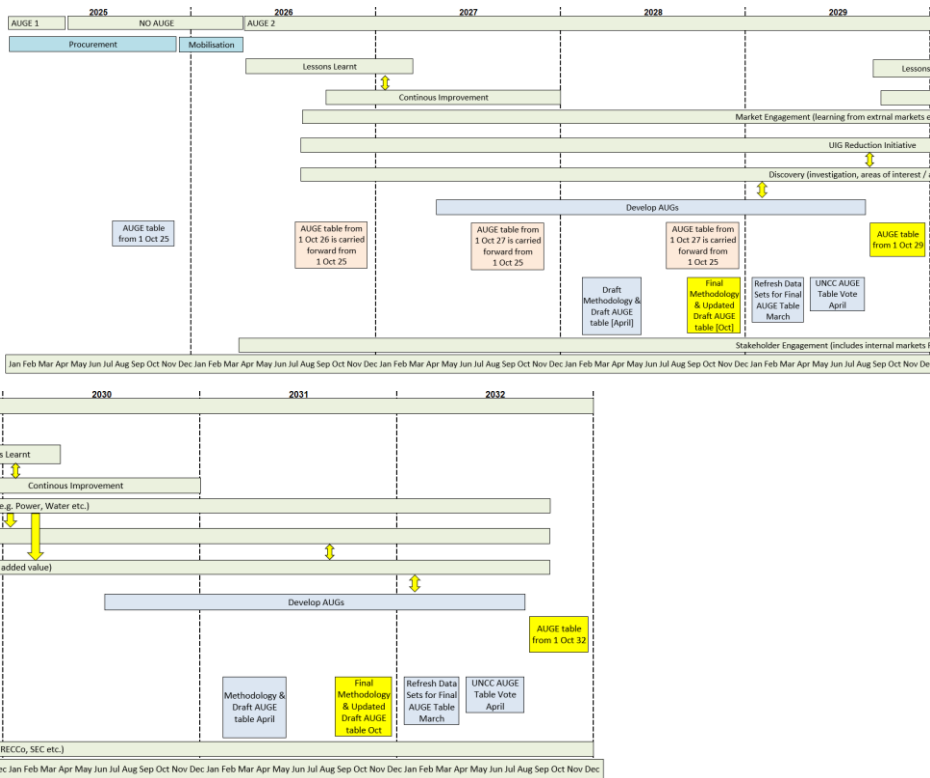 2025 2026 2027 2028 2029
AUGE 1 NO AUGE AUGE 2
Procurement Mobilisation
Lessons Learnt Lessons
Continous Improvement
Market Engagement (learning from extrnal markets e
UIG Reduction Initiative
Discovery (investigation, areas of interest / a
Develop AUGs
AUGE table
from 1 Oct 25
AUGE table from
1 Oct 26 is carried
forward from
1 Oct 25
AUGE table from
1 Oct 27 is carried
forward from
1 Oct 25
AUGE table from
1 Oct 27 is carried
forward from
1 Oct 25
AUGE table
from 1 Oct 29
Draft
Methodology &
Draft AUGE
table [April]
Final
Methodology
& Updated
Draft AUGE
table [Oct]
Refresh Data
Sets for Final
AUGE Table
March
UNCC AUGE
Table Vote
April
Stakeholder Engagement (includes internal markets R
Jan Feb Mar Apr May Jun Jul Aug Sep Oct Nov Dec Jan Feb Mar Apr May Jun Jul Aug Sep Oct Nov Dec Jan Feb Mar Apr May Jun Jul Aug Sep Oct Nov Dec Jan Feb Mar Apr May Jun Jul Aug Sep Oct Nov Dec Jan Feb Mar Apr May Jun Jul Aug Sep Oct Nov Dec
2030 2031 2032
s Learnt
Continous Improvement
e.g. Power, Water etc.)
added value)
Develop AUGs
AUGE table
from 1 Oct 32
Methodology &
Draft AUGE
table April
Final
Methodology
& Updated
Draft AUGE
table Oct
Refresh Data
Sets for Final
AUGE Table
March
UNCC AUGE
Table Vote
April
RECCo, SEC etc.)
ec Jan Feb Mar Apr May Jun Jul Aug Sep Oct Nov Dec Jan Feb Mar Apr May Jun Jul Aug Sep Oct Nov Dec Jan Feb Mar Apr May Jun Jul Aug Sep Oct Nov Dec